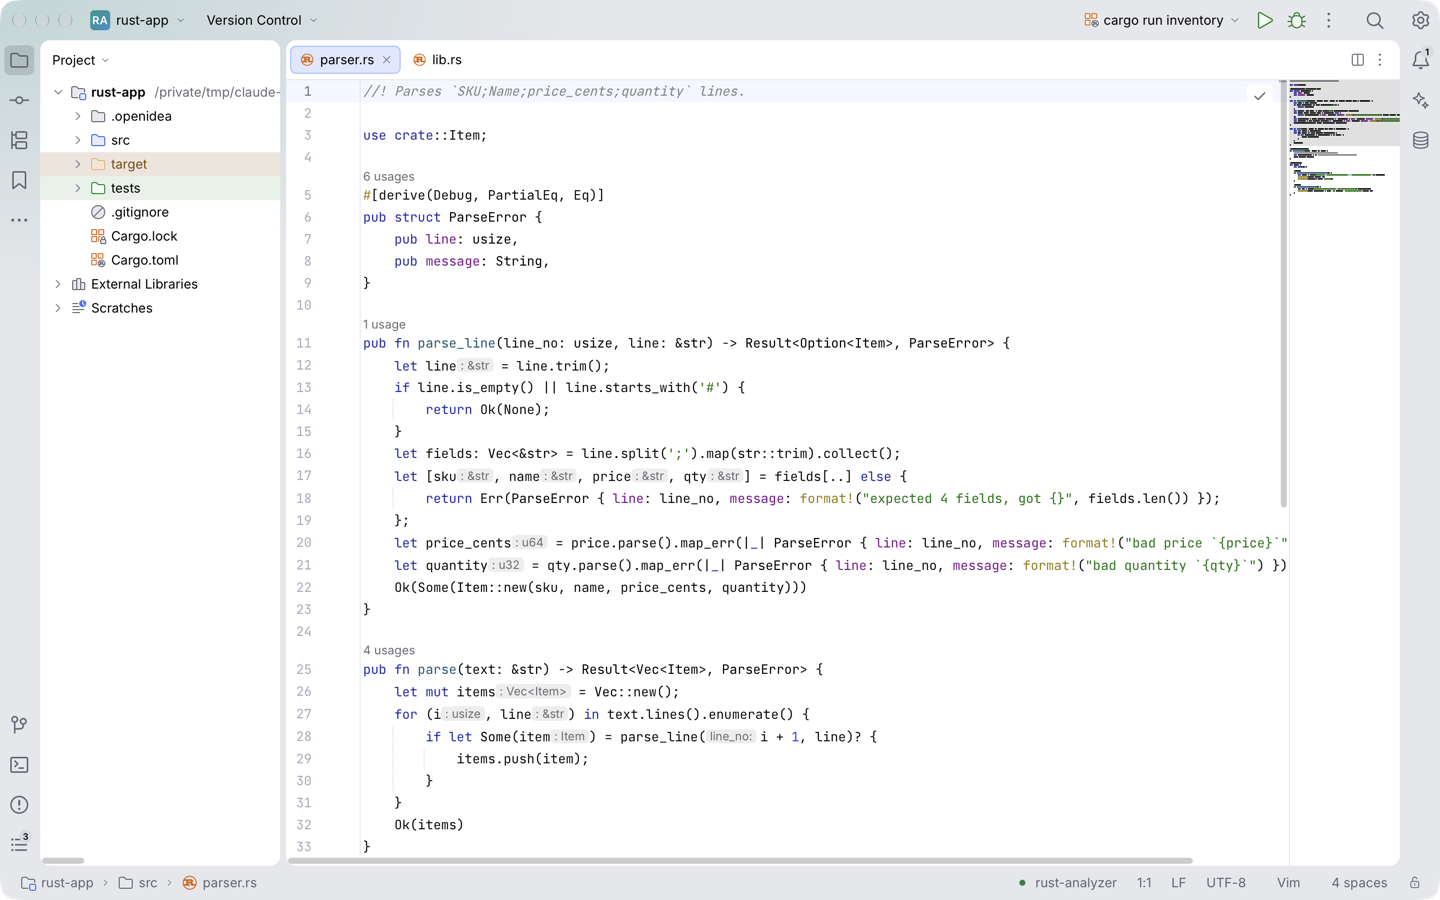 RA rust-app Version Control cargo run inventory
Project
parser.rs lib.rs
1
rust-app /private/tmp/claude-
.openidea
src
target
tests
.gitignore
Cargo.lock
Cargo.toml
External Libraries
Scratches
3
1 //! Parses `SKU;Name;price_cents;quantity` lines.
2
3 use crate::Item;
4
6 usages
5 #[derive(Debug, PartialEq, Eq)]
6 pub struct ParseError {
7 pub line: usize,
8 pub message: String,
9 }
10
1 usage
11 pub fn parse_line(line_no: usize, line: &str) -> Result<Option<Item>, ParseError> {
12 let line : &str = line.trim();
13 if line.is_empty() || line.starts_with('#') {
14 return Ok(None);
15 }
16 let fields: Vec<&str> = line.split(';').map(str::trim).collect();
17 let [sku : &str , name : &str , price : &str , qty : &str ] = fields[..] else {
18 return Err(ParseError { line: line_no, message: format!("expected 4 fields, got {}", fields.len()) });
19 };
20 let price_cents : u64 = price.parse().map_err(|_| ParseError { line: line_no, message: format!("bad price `{price}`"
21 let quantity : u32 = qty.parse().map_err(|_| ParseError { line: line_no, message: format!("bad quantity `{qty}`") })
22 Ok(Some(Item::new(sku, name, price_cents, quantity)))
23 }
24
4 usages
25 pub fn parse(text: &str) -> Result<Vec<Item>, ParseError> {
26 let mut items : Vec<Item> = Vec::new();
27 for (i : usize , line : &str ) in text.lines().enumerate() {
28 if let Some(item : Item ) = parse_line( line_no: i + 1, line)? {
29 items.push(item);
30 }
31 }
32 Ok(items)
33 }
rust-app src parser.rs rust-analyzer 1:1 LF UTF-8 Vim 4 spaces